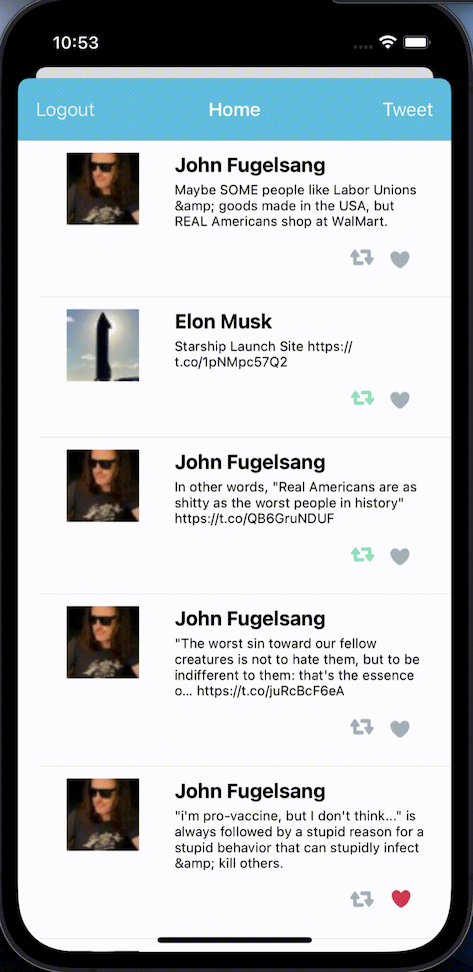 10:53
Logout Home Tweet
John Fugelsang
Maybe SOME people like Labor Unions
&amp; goods made in the USA, but
REAL Americans shop at WalMart.
Elon Musk
Starship Launch Site https://
t.co/1pNMpc57Q2
John Fugelsang
In other words, "Real Americans are as
shitty as the worst people in history"
https://t.co/QB6GruNDUF
John Fugelsang
"The worst sin toward our fellow
creatures is not to hate them, but to be
indifferent to them: that's the essence
o... https://t.co/juRcBcF6eA
John Fugelsang
"i'm pro-vaccine, but I don't think..." is
always followed by a stupid reason for a
stupid behavior that can stupidly infect
&amp; kill others.